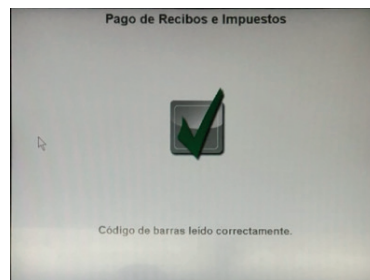 Pago de Recibos e Impuestos
Código de barras leído correctamente.